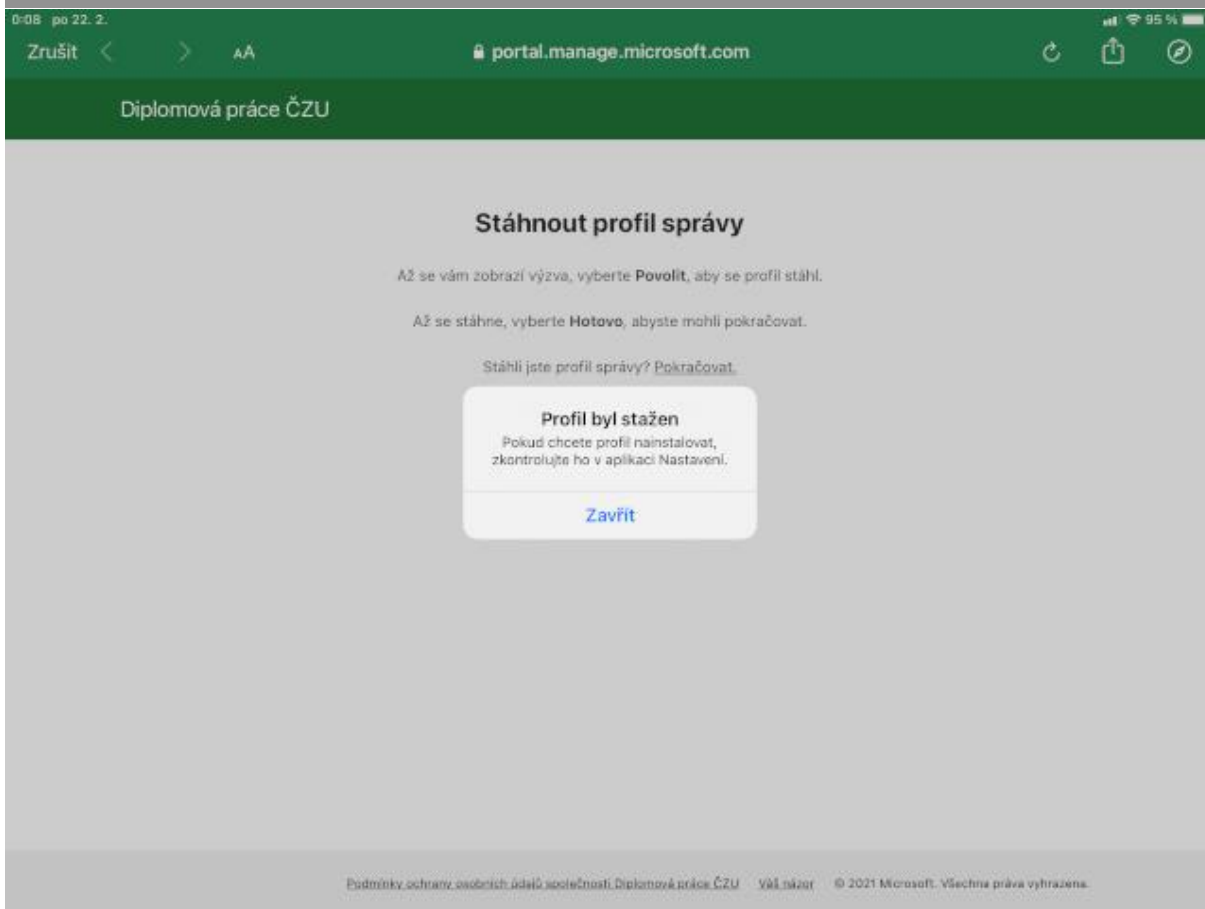 0:08 po 22. 2.
95 %
Zrušit
AA
portal.manage.microsoft.com
Diplomová práce ČZU
Stáhnout profil správy
Až se vám zobrazí výzva, vyberte Povolit, aby se profil stáhl.
Až se stáhne, vyberte Hotovo, abyste mohli pokračovat.
Stáhli jste profil správy? Pokračovat.
Profil byl stažen
Pokud chcete profil nainstalovat,
zkontrolujte ho v aplikaci Nastavení.
Zavřít
Podmínky ochrany osobních údajů společnosti Diplomová práce ČZU Váš názor © 2021 Microsoft. Všechna práva vyhrazena.